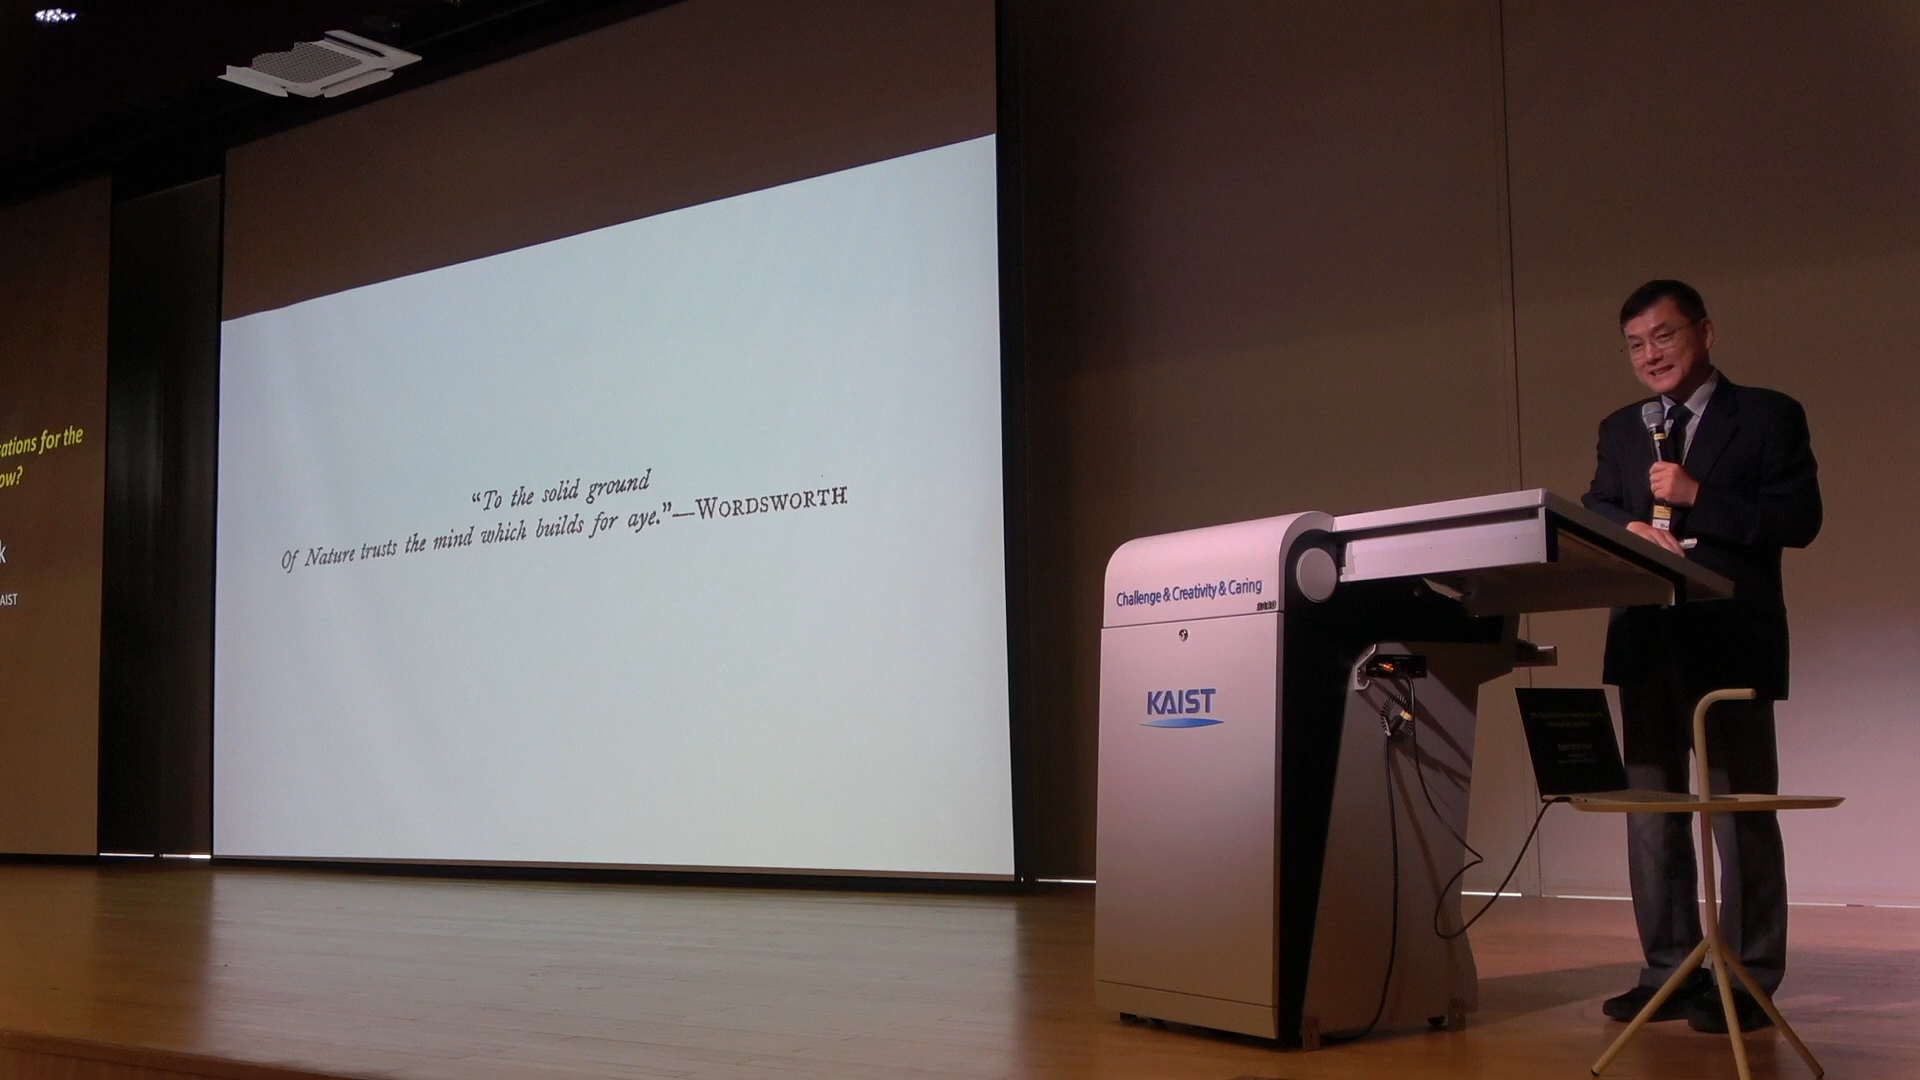 ations for the
ow?
k
AIST
“To the solid ground
Of Nature trusts the mind which builds for aye.”—WORDSWORTH
Challenge & Creativity & Caring
KAIST